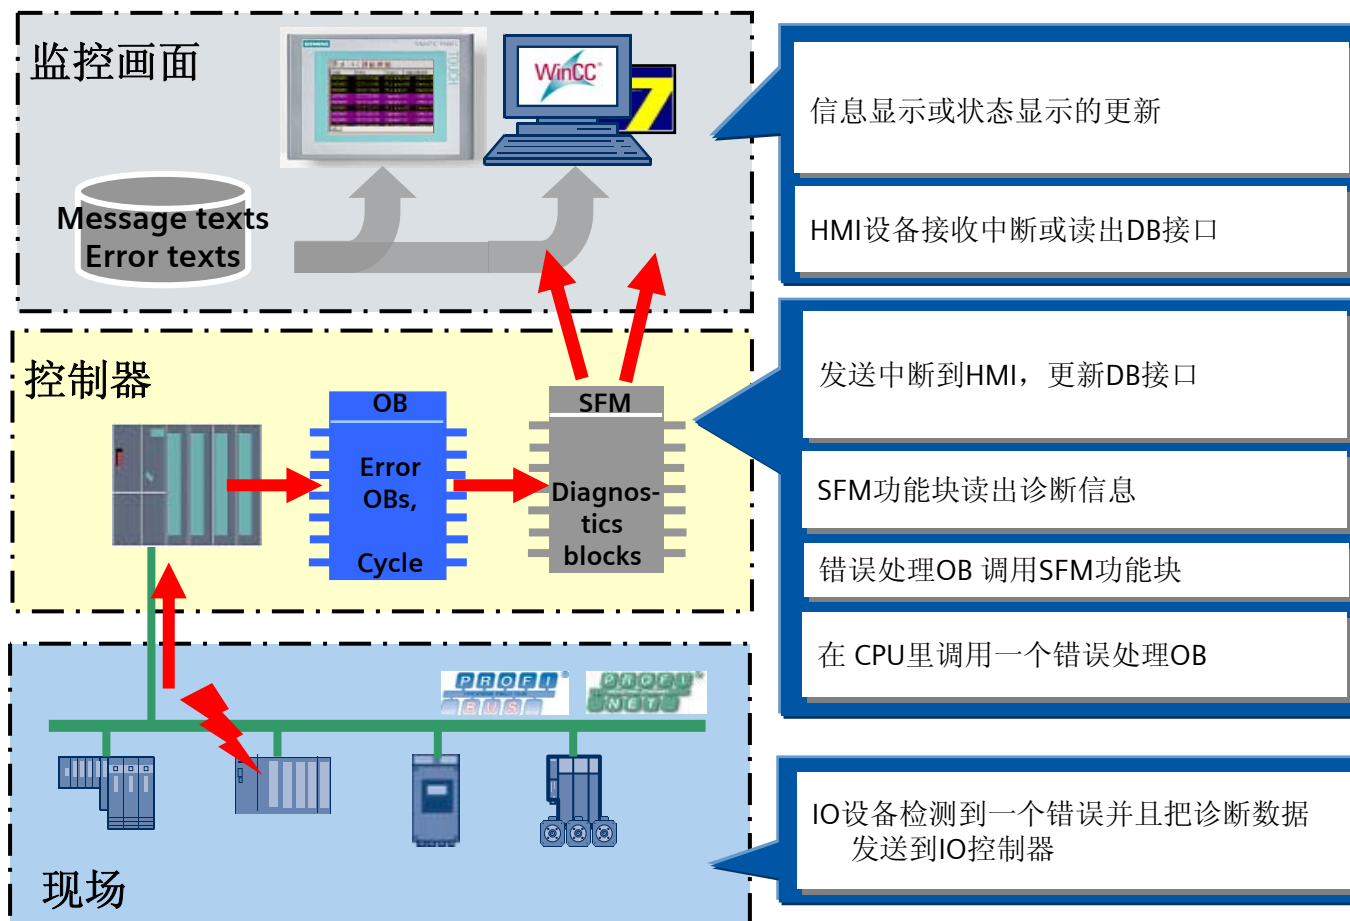 监控画面
SIEMENS
SIMATIC PANEL
TOUCH
WinCC
7
Message texts
Error texts
信息显示或状态显示的更新
HMI设备接收中断或读出DB接口
控制器
OB
Error
OBs,
Cycle
SFM
Diagnos-
tics
blocks
发送中断到HMI，更新DB接口
SFM功能块读出诊断信息
错误处理OB 调用SFM功能块
在 CPU里调用一个错误处理OB
PROFI®
BUS
PROFI®
NET
现场
IO设备检测到一个错误并且把诊断数据
发送到IO控制器